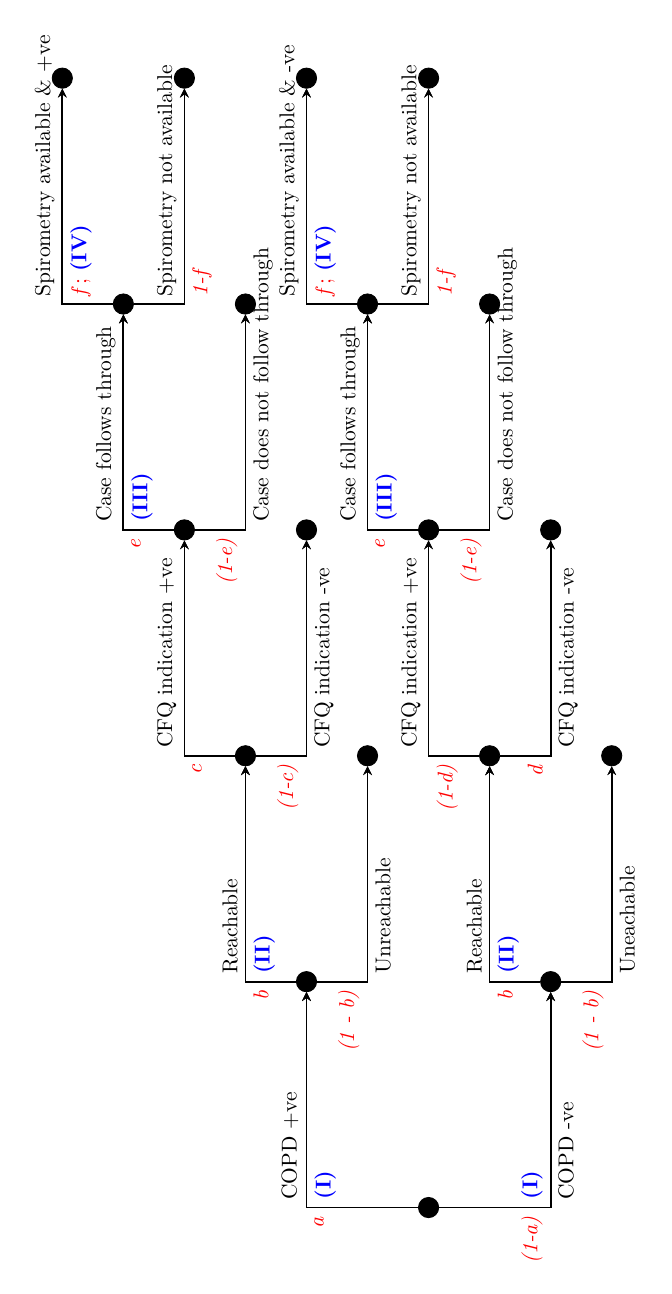 COPD +ve
a
(I)
(I)
(1-a)
COPD -ve
Reachable
b
(II)
(1 - b)
Unreachable
Reachable
b
(II)
(1 - b)
Uneachable
CFQ indication +ve
c
(1-c)
CFQ indication -ve
CFQ indication +ve
(1-d)
d
CFQ indication -ve
Case follows through
e
(III)
(1-e)
Case does not follow through
Case follows through
e
(III)
(1-e)
Case does not follow through
Spirometry available & +ve
f; (IV)
Spirometry not available
1-f
Spirometry available & -ve
f; (IV)
Spirometry not available
1-f